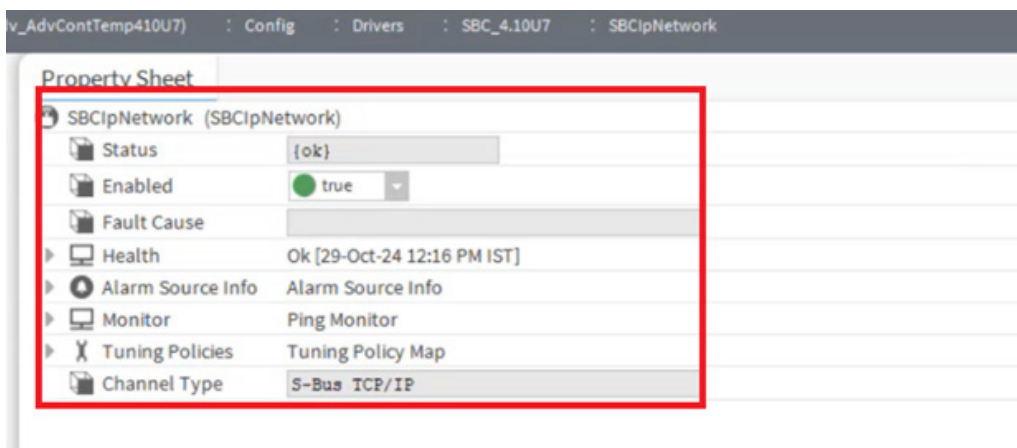 v_AdvContTemp410U7) : Config : Drivers : SBC_4.10U7 : SBCIpNetwork
Property Sheet
SBCIpNetwork (SBCIpNetwork)
Status {ok}
Enabled true
Fault Cause
Health Ok [29-Oct-24 12:16 PM IST]
Alarm Source Info Alarm Source Info
Monitor Ping Monitor
Tuning Policies Tuning Policy Map
Channel Type S-Bus TCP/IP